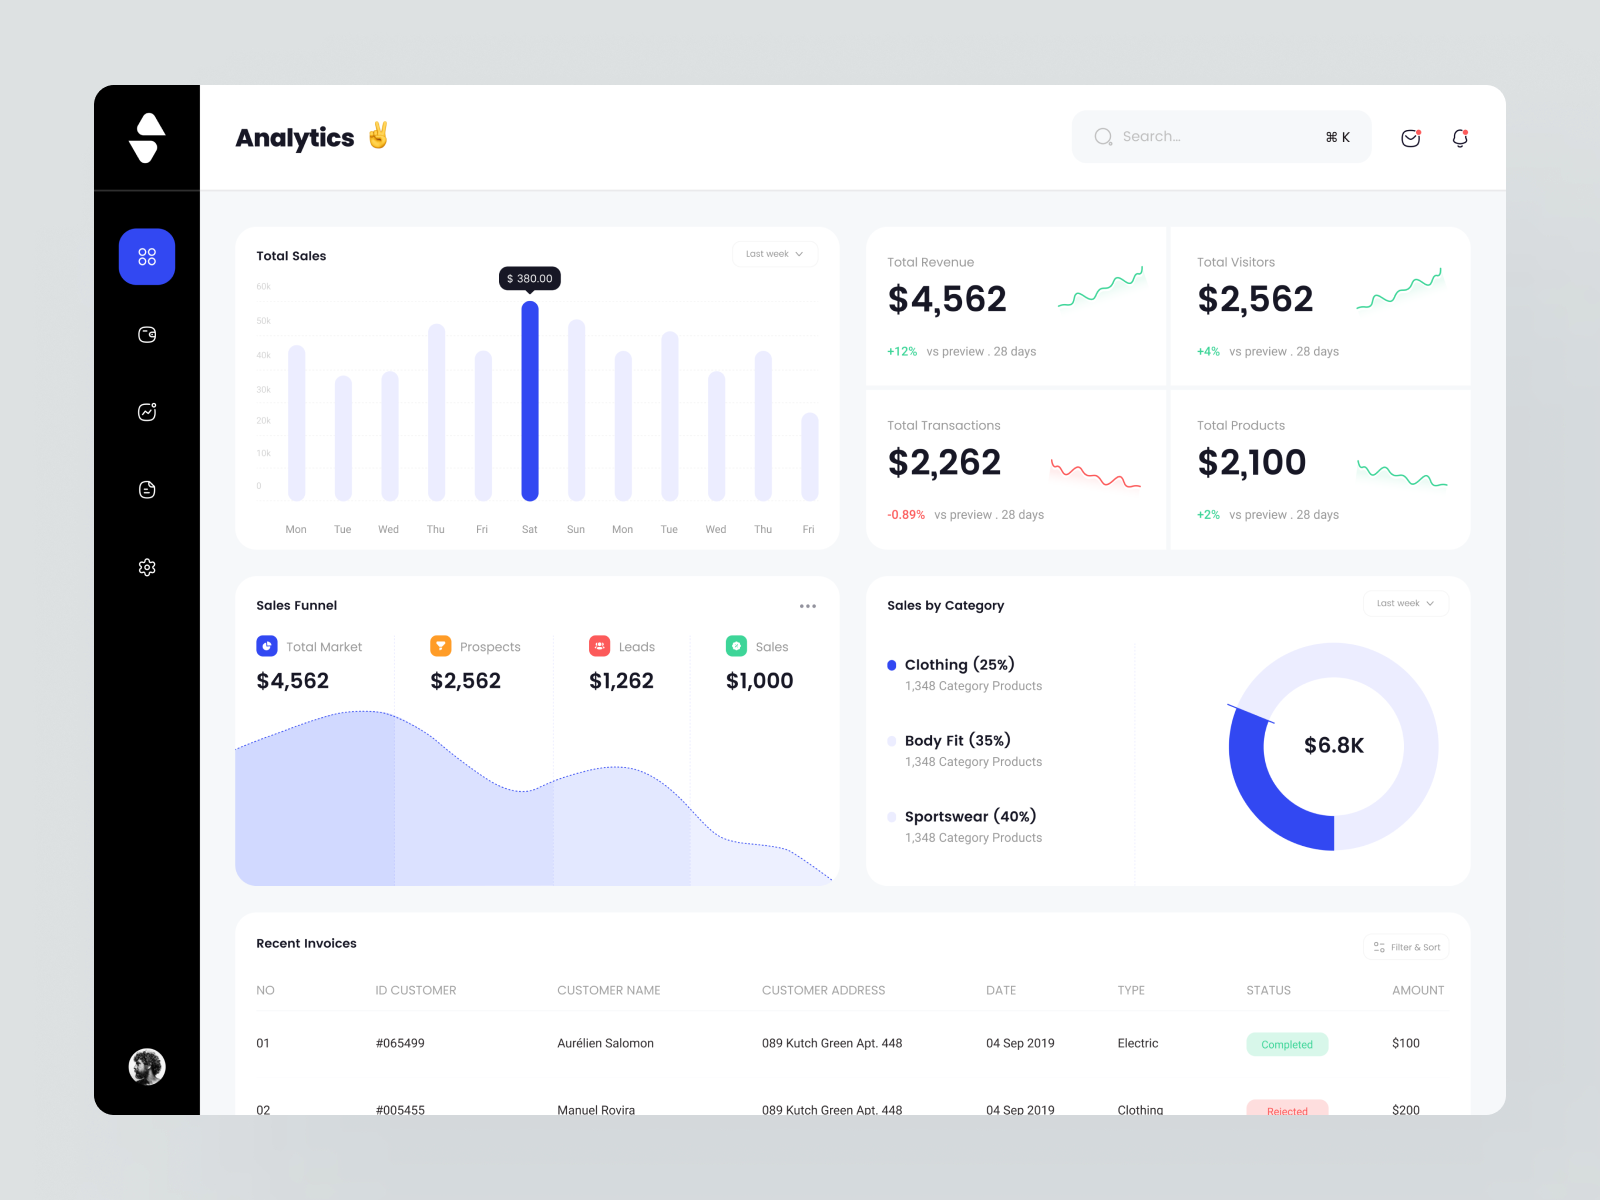 Analytics ✌️
Search...
⌘ K
Total Sales
Last week
$ 380.00
60k
50k
40k
30k
20k
10k
0
Mon Tue Wed Thu Fri Sat Sun Mon Tue Wed Thu Fri
Total Revenue
$4,562
+12% vs preview . 28 days
Total Visitors
$2,562
+4% vs preview . 28 days
Total Transactions
$2,262
-0.89% vs preview . 28 days
Total Products
$2,100
+2% vs preview . 28 days
Sales Funnel
Total Market
$4,562
Prospects
$2,562
Leads
$1,262
Sales
$1,000
Sales by Category
Last week
Clothing (25%)
1,348 Category Products
Body Fit (35%)
1,348 Category Products
Sportswear (40%)
1,348 Category Products
$6.8K
Recent Invoices
Filter & Sort
NO ID CUSTOMER CUSTOMER NAME CUSTOMER ADDRESS DATE TYPE STATUS AMOUNT
01 #065499 Aurélien Salomon 089 Kutch Green Apt. 448 04 Sep 2019 Electric Completed $100
02 #005455 Manuel Rovira 089 Kutch Green Apt. 448 04 Sep 2019 Clothing Rejected $200